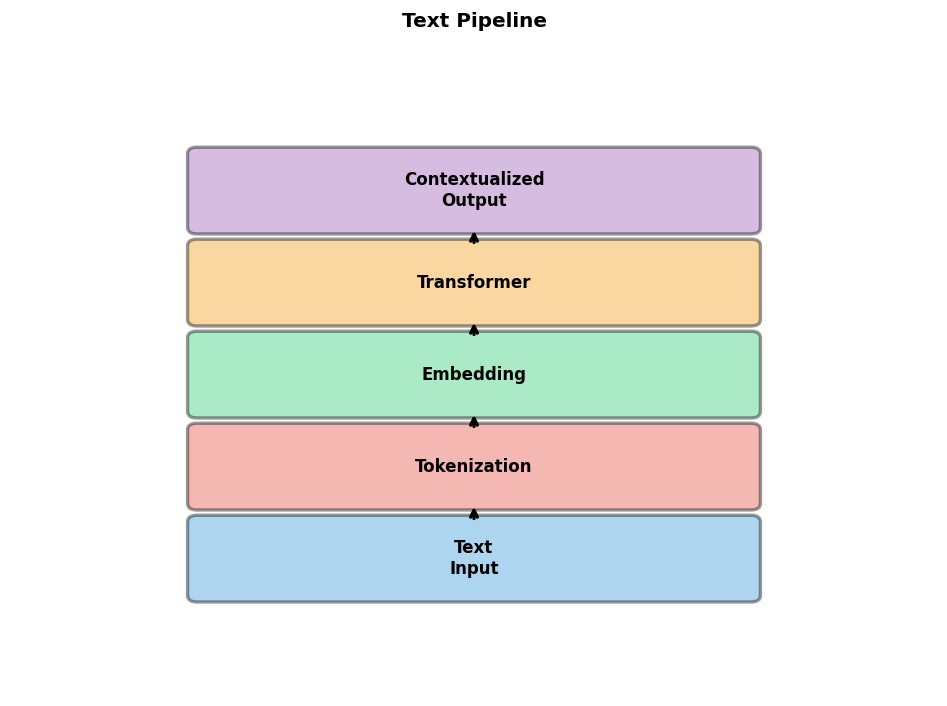 Text Pipeline
Contextualized
Output
Transformer
Embedding
Tokenization
Text
Input